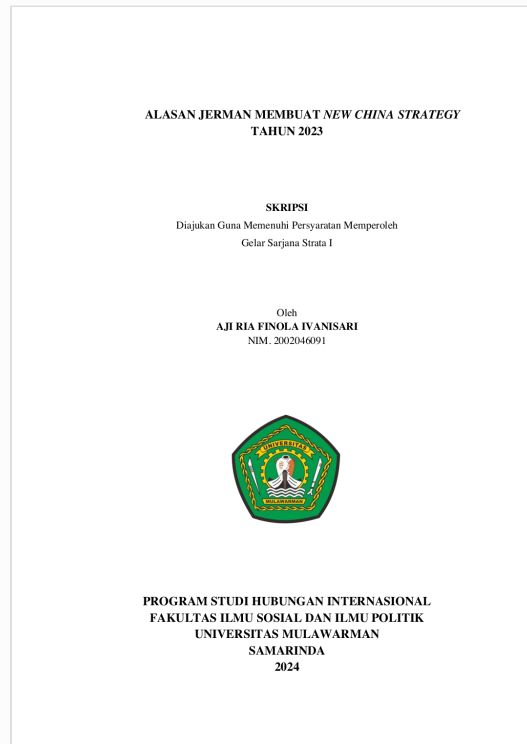 ALASAN JERMAN MEMBUAT NEW CHINA STRATEGY
TAHUN 2023
SKRIPSI
Diajukan Guna Memenuhi Persyaratan Memperoleh
Gelar Sarjana Strata I
Oleh
AJI RIA FINOLA IVANISARI
NIM. 2002046091
UNIVERSITAS
MULAWARMAN
PROGRAM STUDI HUBUNGAN INTERNASIONAL
FAKULTAS ILMU SOSIAL DAN ILMU POLITIK
UNIVERSITAS MULAWARMAN
SAMARINDA
2024